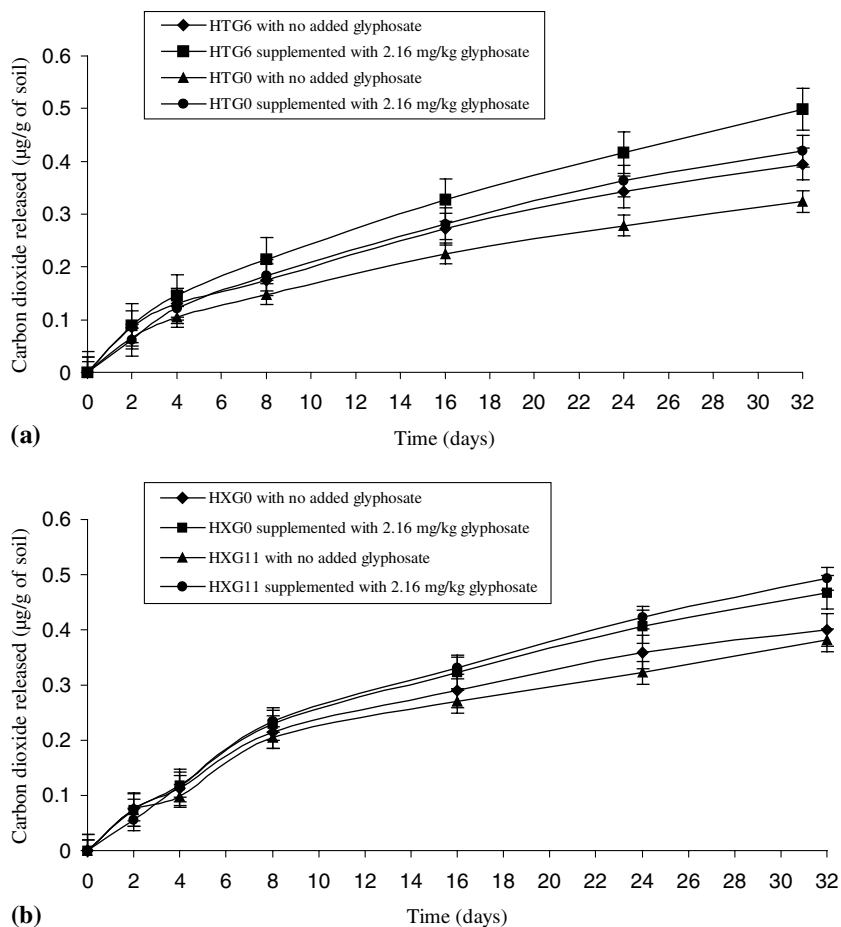 HTG6 with no added glyphosate
HTG6 supplemented with 2.16 mg/kg glyphosate
HTG0 with no added glyphosate
HTG0 supplemented with 2.16 mg/kg glyphosate
Carbon dioxide released (µg/g of soil)
0.6
0.5
0.4
0.3
0.2
0.1
0
0 2 4 6 8 10 12 14 16 18 20 22 24 26 28 30 32
Time (days)
(a)
HXG0 with no added glyphosate
HXG0 supplemented with 2.16 mg/kg glyphosate
HXG11 with no added glyphosate
HXG11 supplemented with 2.16 mg/kg glyphosate
Carbon dioxide released (µg/g of soil)
0.6
0.5
0.4
0.3
0.2
0.1
0
0 2 4 6 8 10 12 14 16 18 20 22 24 26 28 30 32
Time (days)
(b)